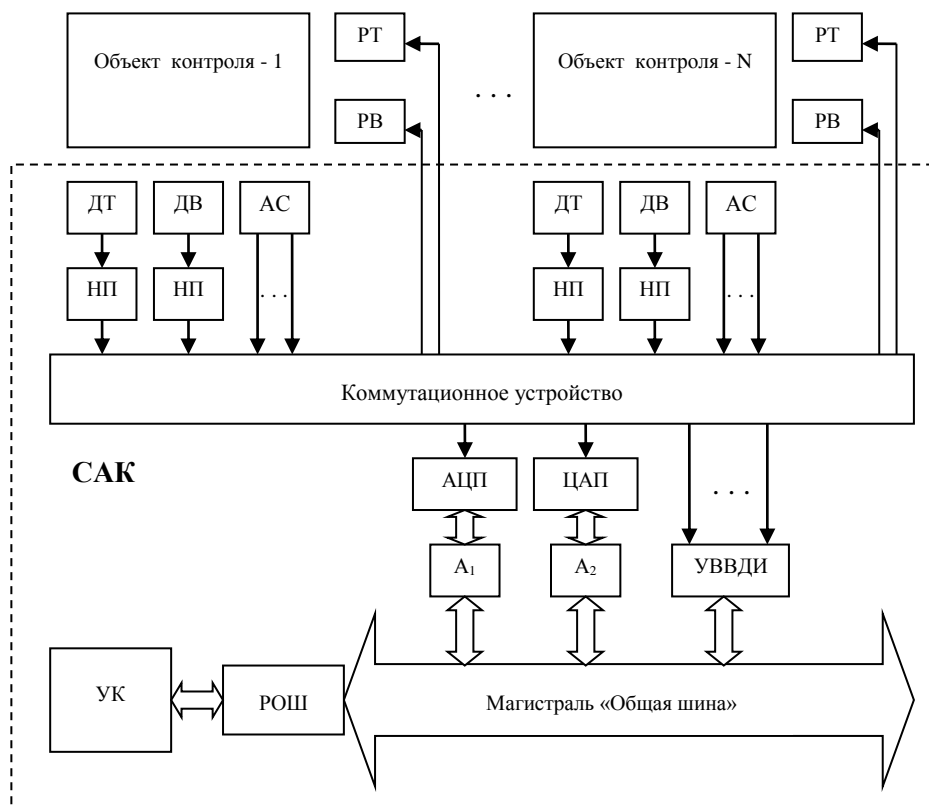 Объект контроля - 1
РТ
РВ
. . .
Объект контроля - N
РТ
РВ
ДТ
ДВ
АС
ДТ
ДВ
АС
НП
НП
. . .
НП
НП
. . .
Коммутационное устройство
САК
АЦП
ЦАП
. . .
А1
А2
УВВДИ
УК
РОШ
Магистраль «Общая шина»